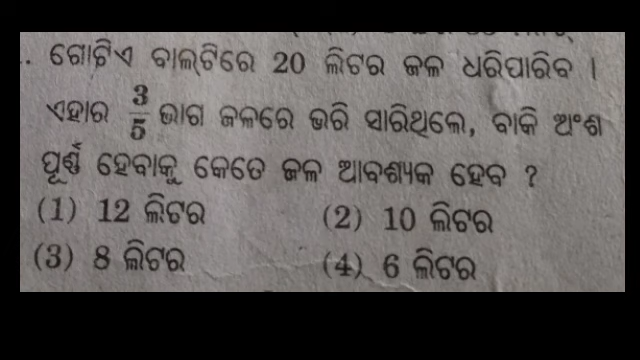 . ଗୋଟିଏ ବାଲ୍‌ଟିରେ 20 ଲିଟର ଜଳ ଧରିପାରିବ ।
ଏହାର 3/5 ଭାଗ ଜଳରେ ଭରି ସାରିଥିଲେ, ବାକି ଅଂଶ
ପୂର୍ଣ୍ଣ ହେବାକୁ କେତେ ଜଳ ଆବଶ୍ୟକ ହେବ ?
(1) 12 ଲିଟର (2) 10 ଲିଟର
(3) 8 ଲିଟର (4) 6 ଲିଟର